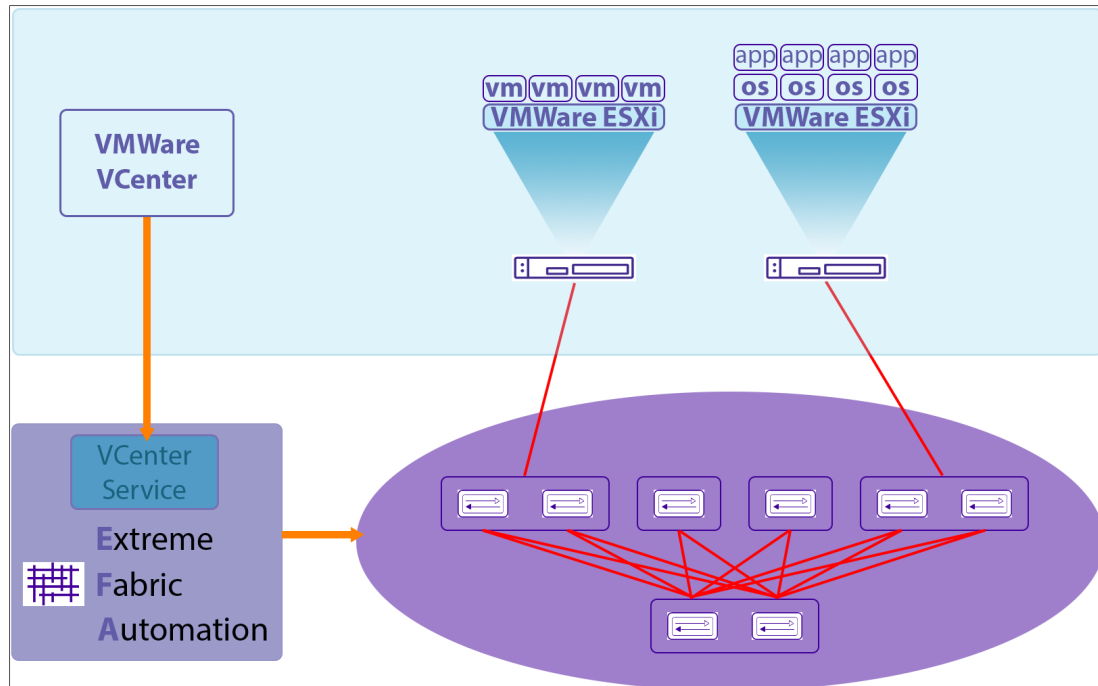 app app app app
vm vm vm vm
os os os os
VMWare ESXi
VMWare ESXi
VMWare
VCenter
VCenter
Service
Extreme
Fabric
Automation